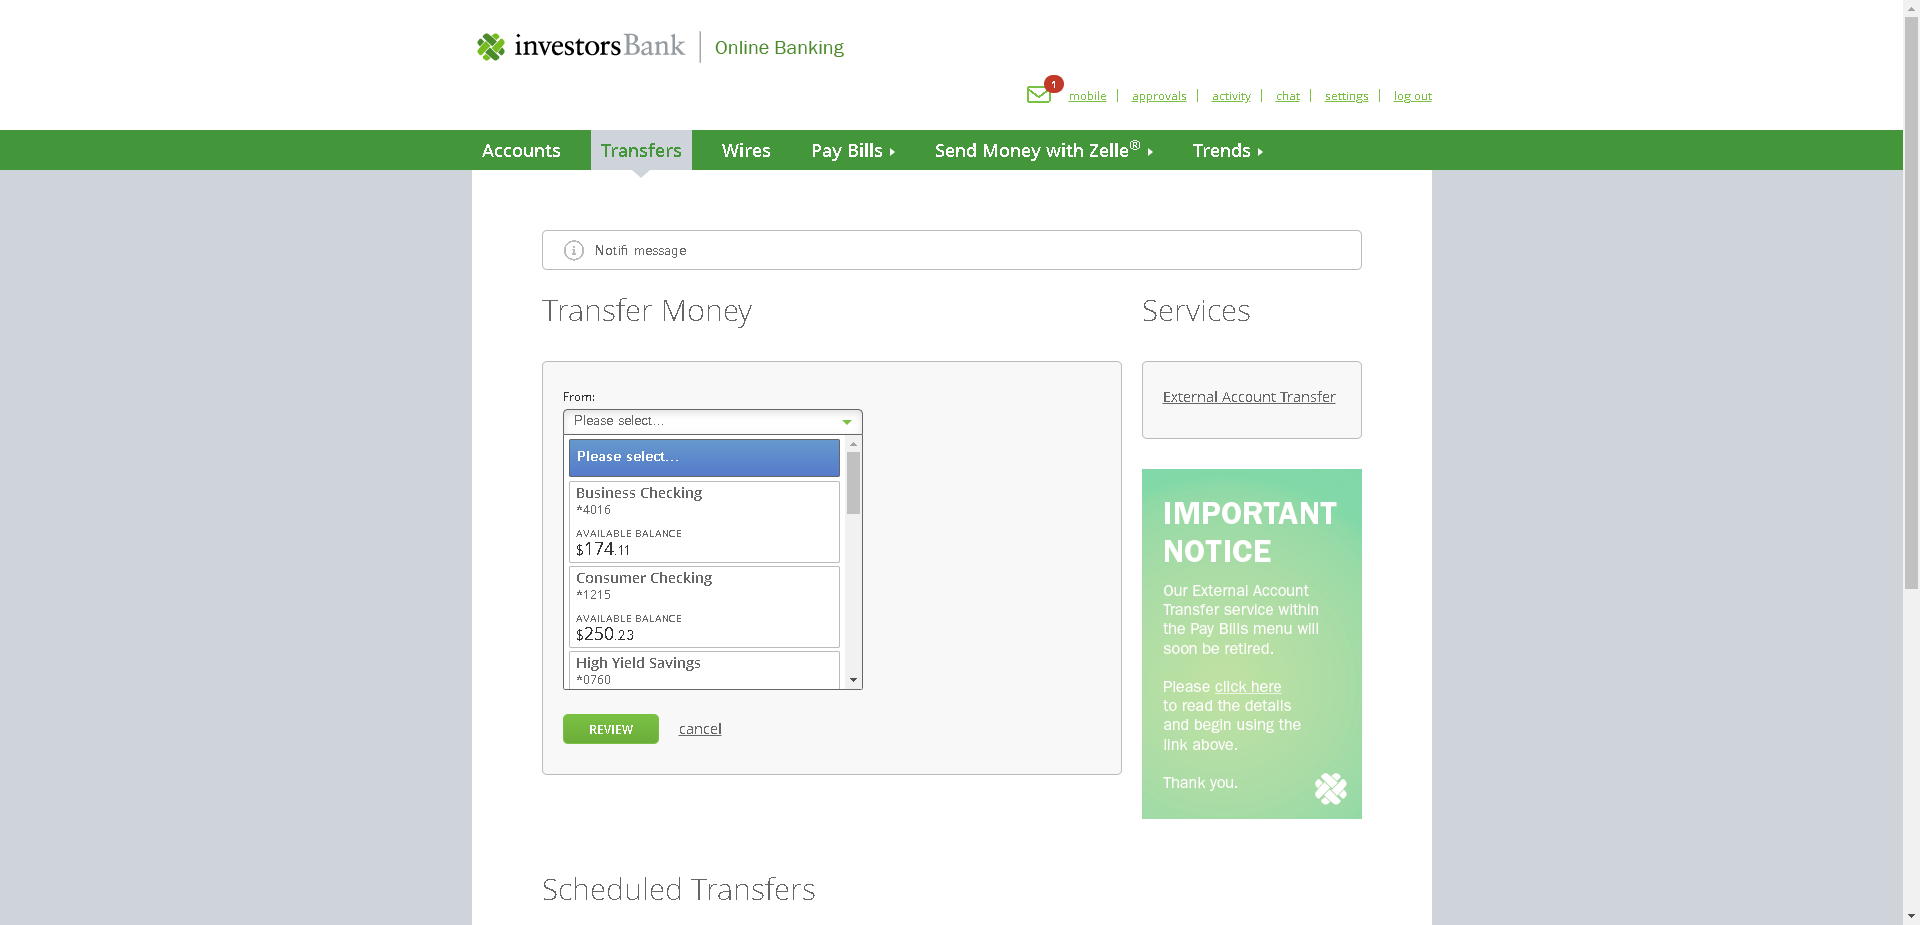 investorsBank Online Banking
1
mobile approvals activity chat settings log out
Accounts Transfers Wires Pay Bills Send Money with Zelle® Trends
Notifi message
Transfer Money
From:
Please select...
Please select...
Business Checking
*4016
AVAILABLE BALANCE
$174.11
Consumer Checking
*1215
AVAILABLE BALANCE
$250.23
High Yield Savings
*0760
REVIEW cancel
Services
External Account Transfer
IMPORTANT
NOTICE
Our External Account
Transfer service within
the Pay Bills menu will
soon be retired.
Please click here
to read the details
and begin using the
link above.
Thank you.
Scheduled Transfers